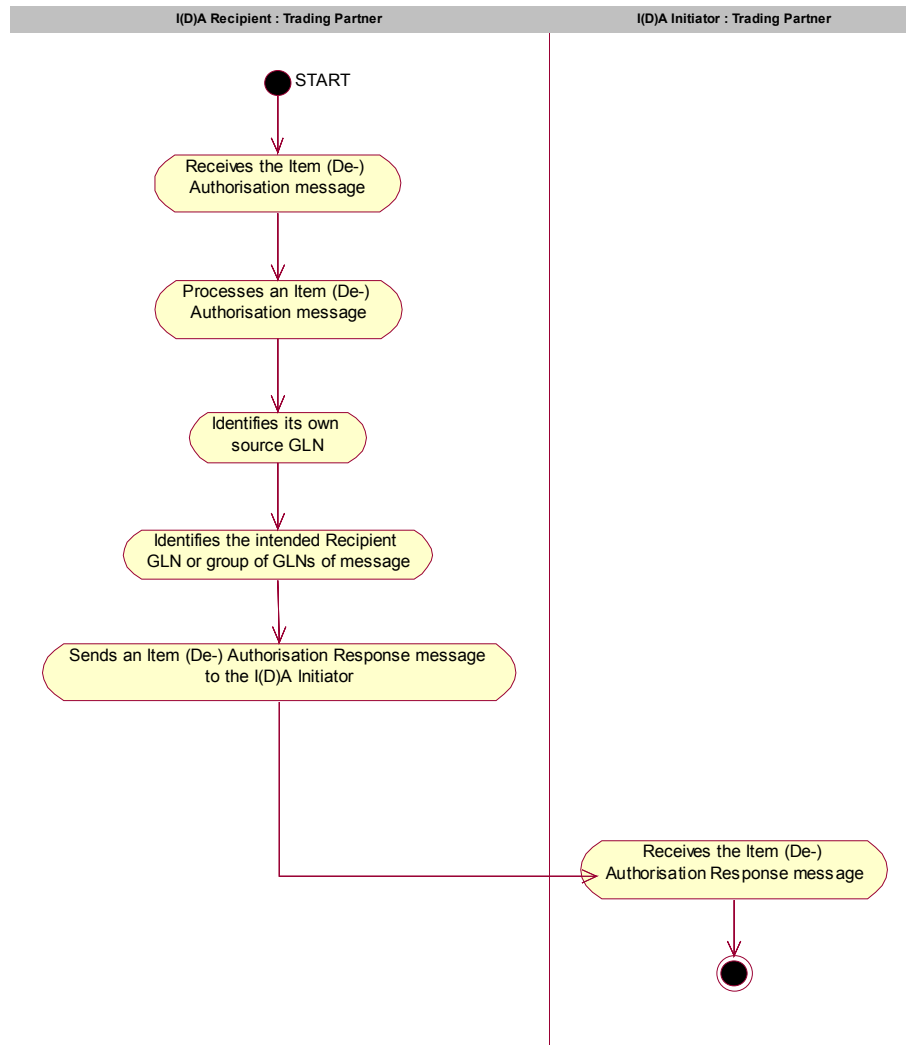 I(D)A Recipient : Trading Partner
I(D)A Initiator : Trading Partner
START
Receives the Item (De-)
Authorisation message
Processes an Item (De-)
Authorisation message
Identifies its own
source GLN
Identifies the intended Recipient
GLN or group of GLNs of message
Sends an Item (De-) Authorisation Response message
to the I(D)A Initiator
Receives the Item (De-)
Authorisation Response message